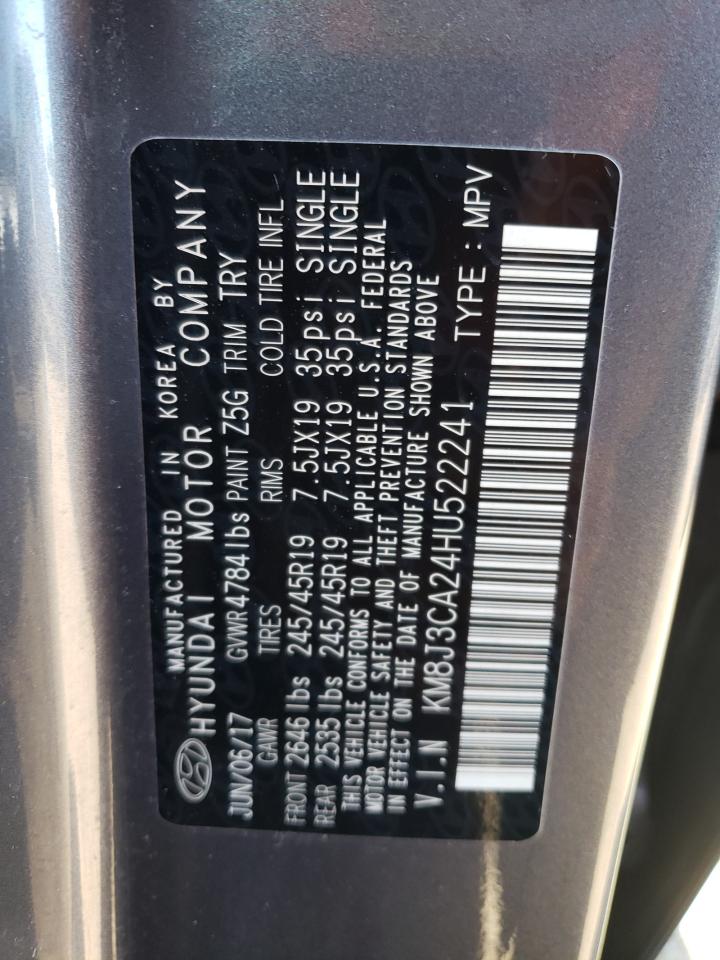 MANUFACTURED IN KOREA BY
HYUNDAI MOTOR COMPANY
JUN/06/17 GVWR 4784lbs PAINT Z5G TRIM TRY
GAWR TIRES RIMS COLD TIRE INFL
FRONT 2646 lbs 245/45R19 7.5JX19 35psi SINGLE
REAR 2535 lbs 245/45R19 7.5JX19 35psi SINGLE
THIS VEHICLE CONFORMS TO ALL APPLICABLE U.S.A. FEDERAL
MOTOR VEHICLE SAFETY AND THEFT PREVENTION STANDARDS
IN EFFECT ON THE DATE OF MANUFACTURE SHOWN ABOVE
V.I.N KM8J3CA24HU522241 TYPE : MPV